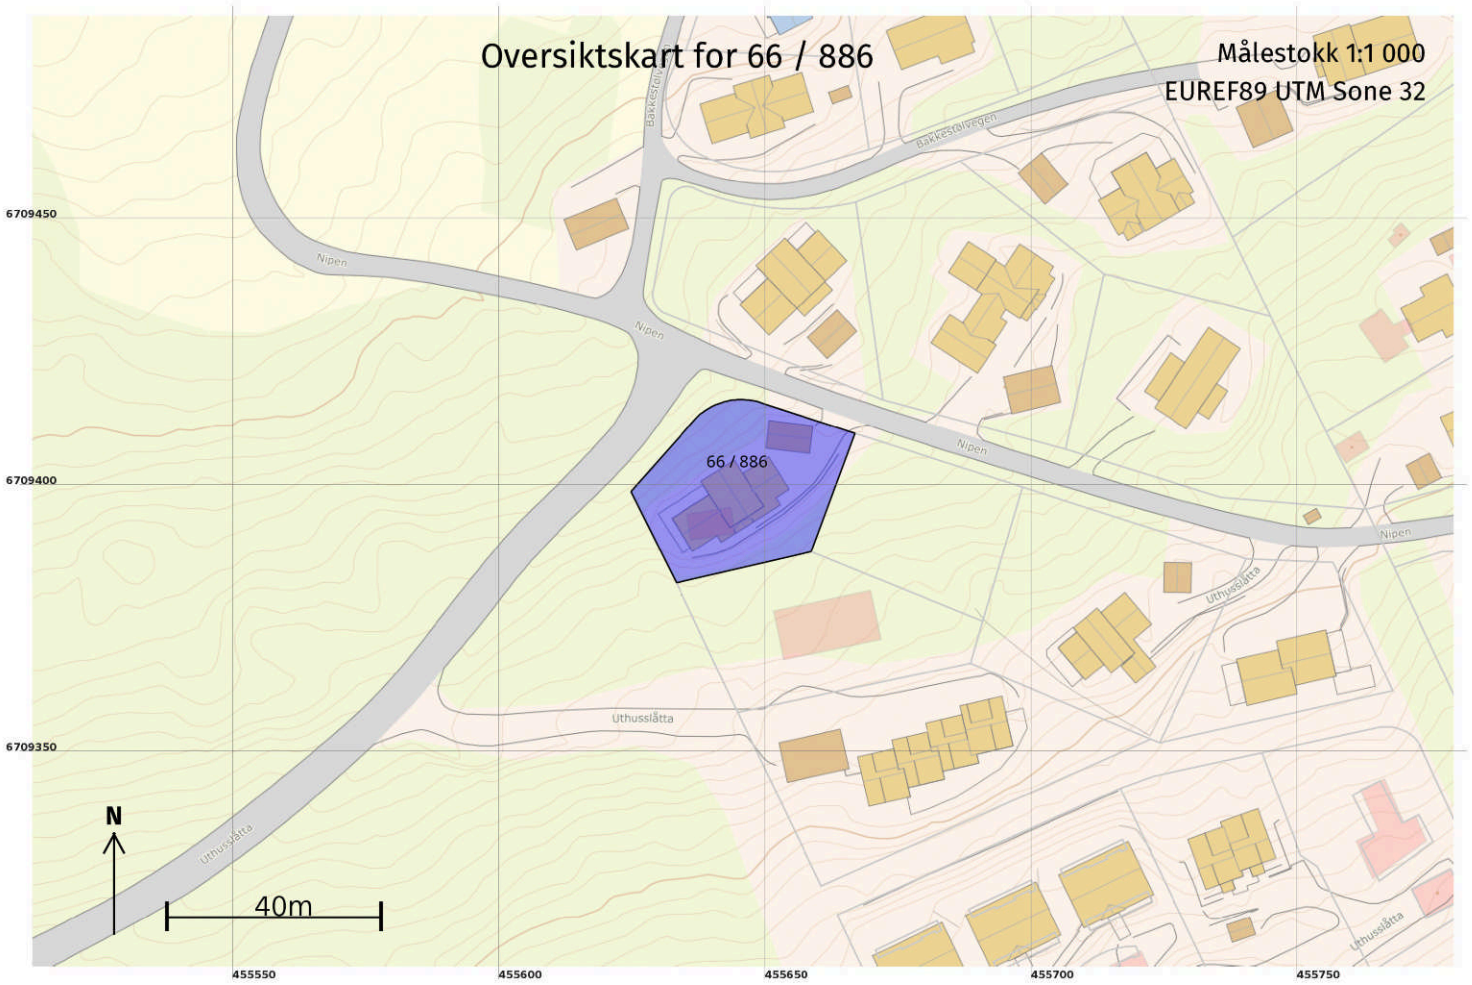 Oversiktskart for 66 / 886
Målestokk 1:1 000
EUREF89 UTM Sone 32
Bakkestølvegen
6709450
Nipen
Nipen
66 / 886
Nipen
6709400
Nipen
Uthusslåtta
Uthusslåtta
6709350
N
Uthusslåtta
40m
Uthusslåtta
455550
455600
455650
455700
455750